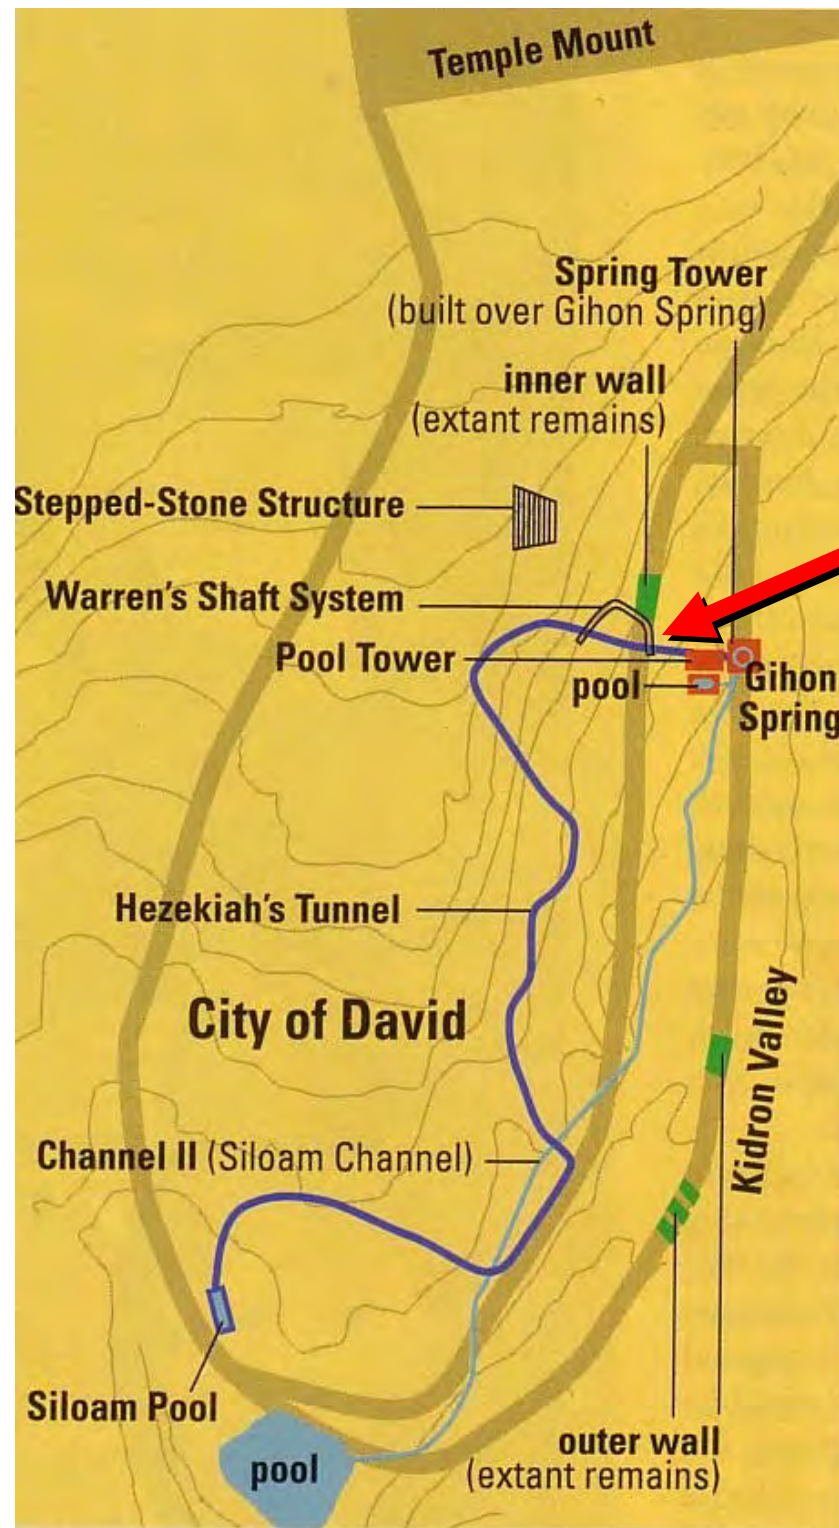 Temple Mount
Spring Tower
(built over Gihon Spring)
inner wall
(extant remains)
Stepped-Stone Structure
Warren's Shaft System
Pool Tower
pool
Gihon
Spring
Hezekiah's Tunnel
City of David
Kidron Valley
Channel II (Siloam Channel)
Siloam Pool
pool
outer wall
(extant remains)